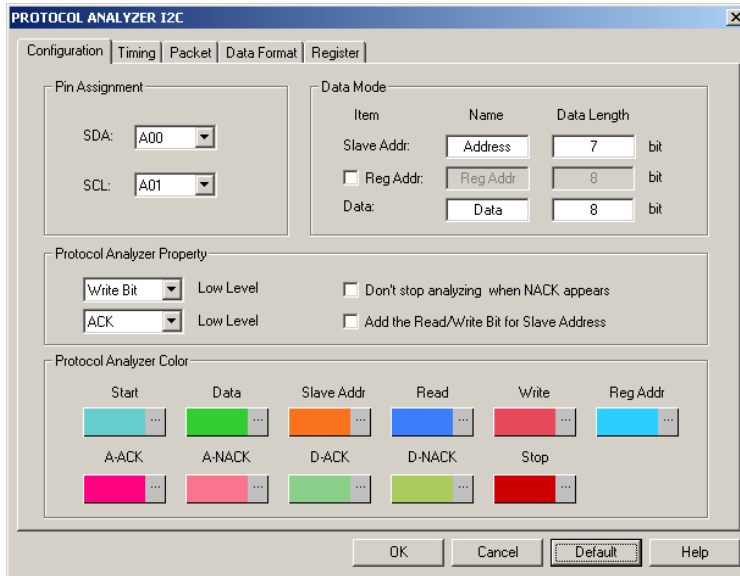 PROTOCOL ANALYZER I2C
Configuration Timing Packet Data Format Register
Pin Assignment
SDA: A00
SCL: A01
Data Mode
Item Name Data Length
Slave Addr: Address 7 bit
Reg Addr: Reg Addr 8 bit
Data: Data 8 bit
Protocol Analyzer Property
Write Bit Low Level Don't stop analyzing when NACK appears
ACK Low Level Add the Read/Write Bit for Slave Address
Protocol Analyzer Color
Start Data Slave Addr Read Write Reg Addr
... ... ... ... ... ...
A-ACK A-NACK D-ACK D-NACK Stop
... ... ... ... ...
OK Cancel Default Help